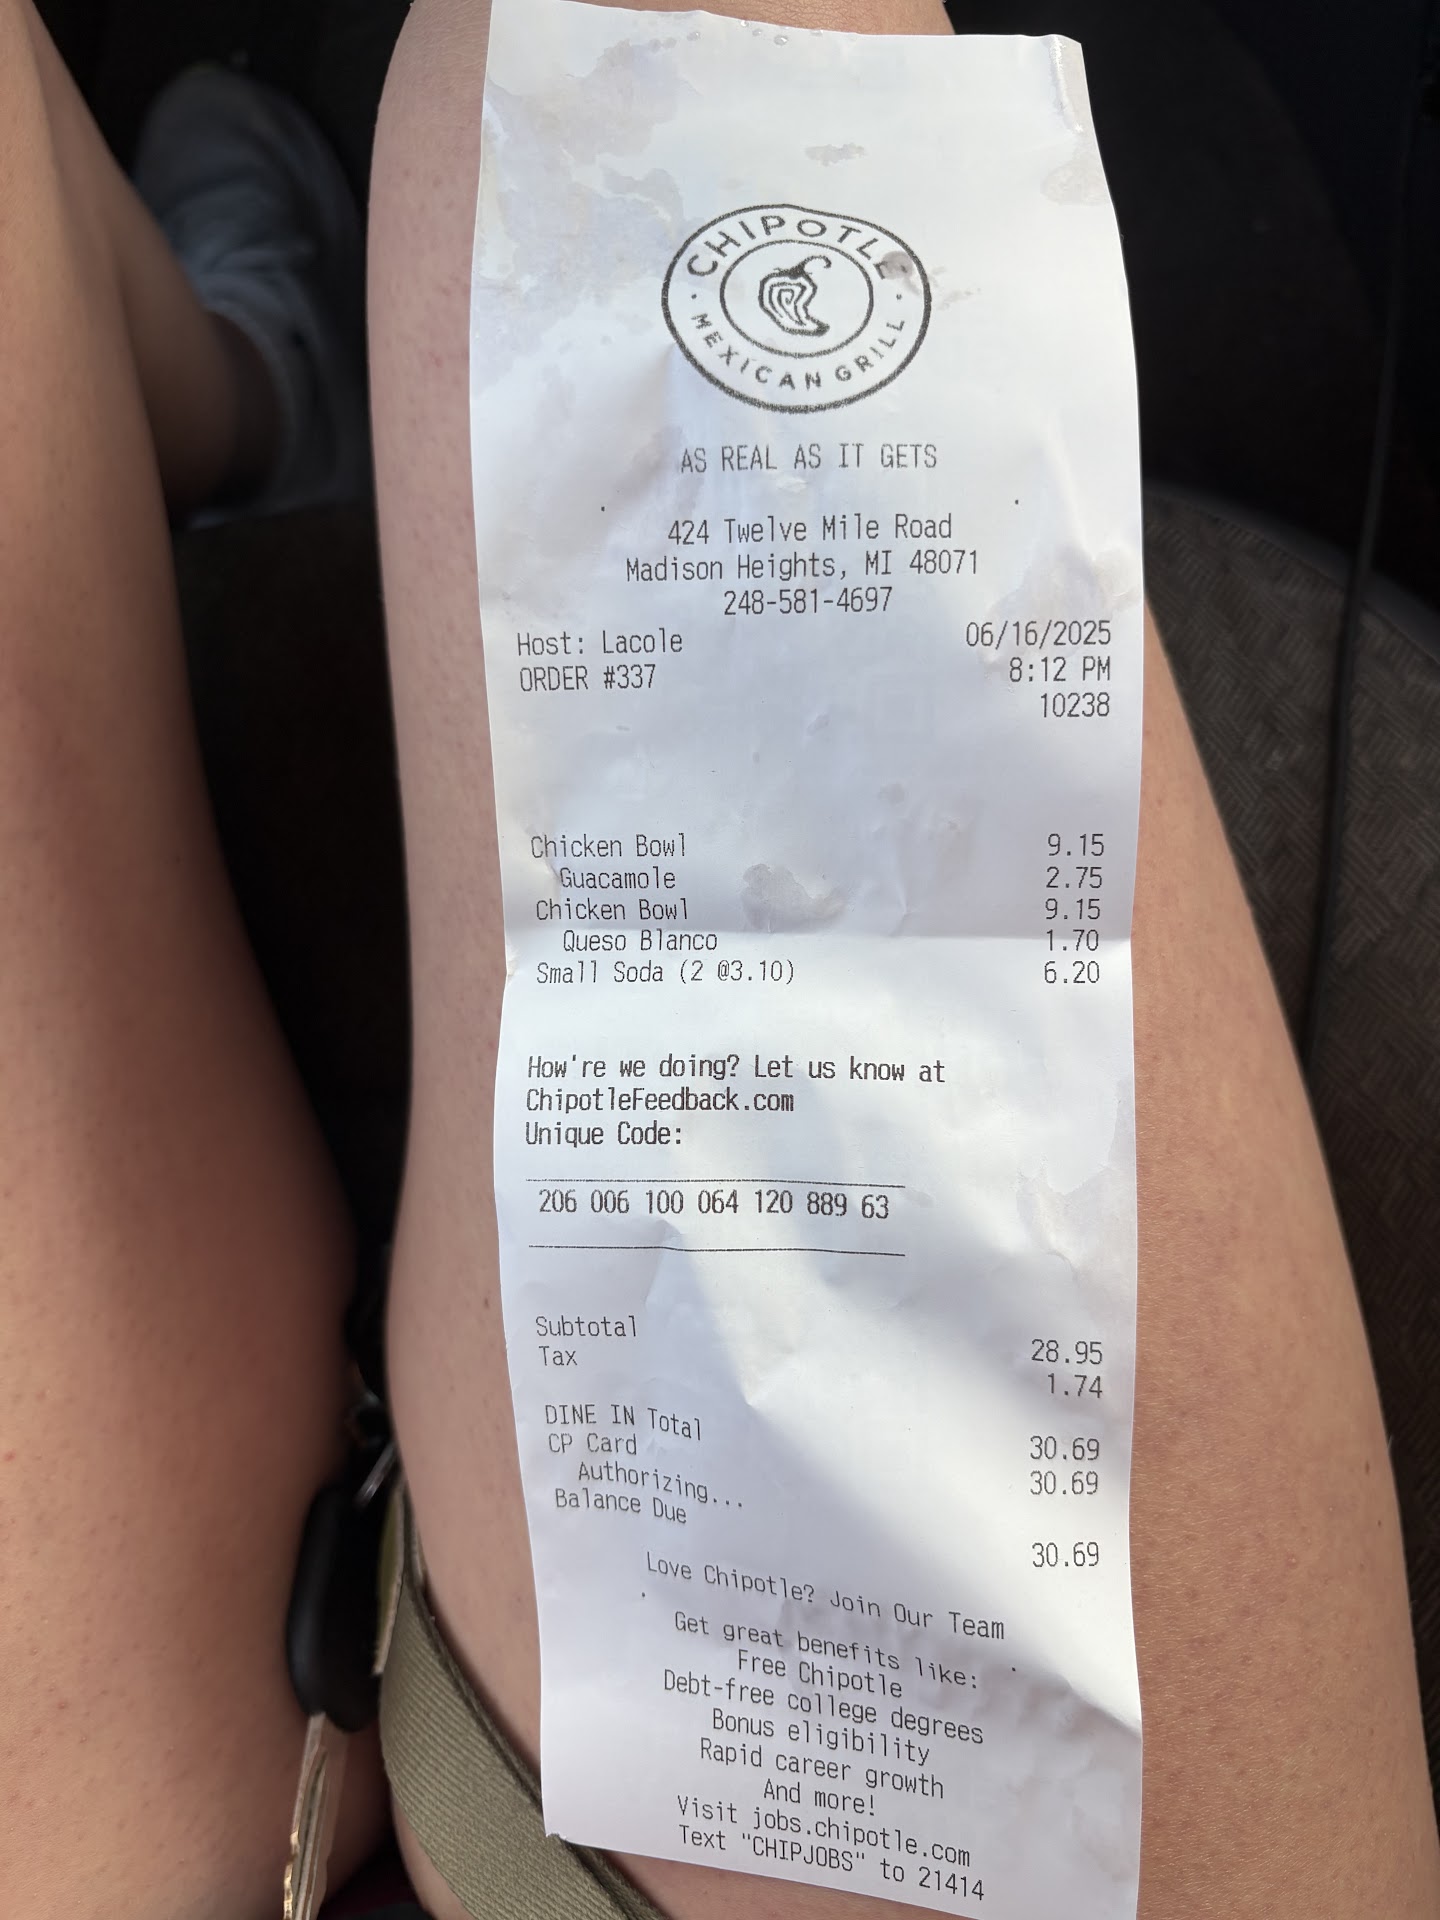 CHIPOTLE
MEXICAN GRILL
AS REAL AS IT GETS
424 Twelve Mile Road
Madison Heights, MI 48071
248-581-4697
Host: Lacole 06/16/2025
ORDER #337 8:12 PM
10238
Chicken Bowl 9.15
Guacamole 2.75
Chicken Bowl 9.15
Queso Blanco 1.70
Small Soda (2 @3.10) 6.20
How're we doing? Let us know at
ChipotleFeedback.com
Unique Code:
206 006 100 064 120 889 63
Subtotal 28.95
Tax 1.74
DINE IN Total 30.69
CP Card 30.69
Authorizing...
Balance Due 30.69
Love Chipotle? Join Our Team
Get great benefits like:
Free Chipotle
Debt-free college degrees
Bonus eligibility
Rapid career growth
And more!
Visit jobs.chipotle.com
Text "CHIPJOBS" to 21414